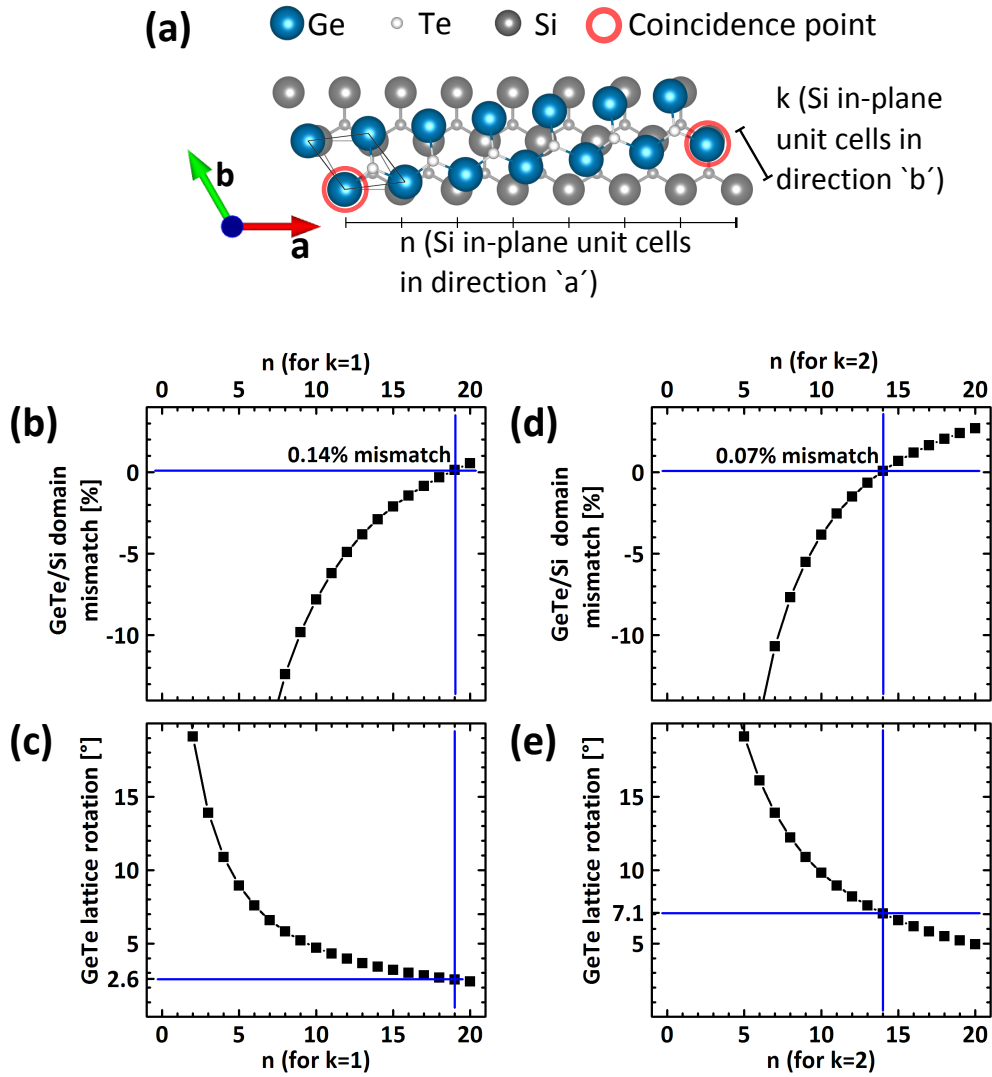 (a) Ge Te Si Coincidence point
k (Si in-plane
unit cells in
direction `b´)
b
a
n (Si in-plane unit cells
in direction `a´)
n (for k=1)
0 5 10 15 20
(b)
0.14% mismatch
GeTe/Si domain
mismatch [%]
0
-5
-10
n (for k=2)
0 5 10 15 20
(d)
0.07% mismatch
GeTe/Si domain
mismatch [%]
0
-5
-10
(c)
GeTe lattice rotation [°]
15
10
5
2.6
0 5 10 15 20
n (for k=1)
(e)
GeTe lattice rotation [°]
15
10
7.1
5
0 5 10 15 20
n (for k=2)